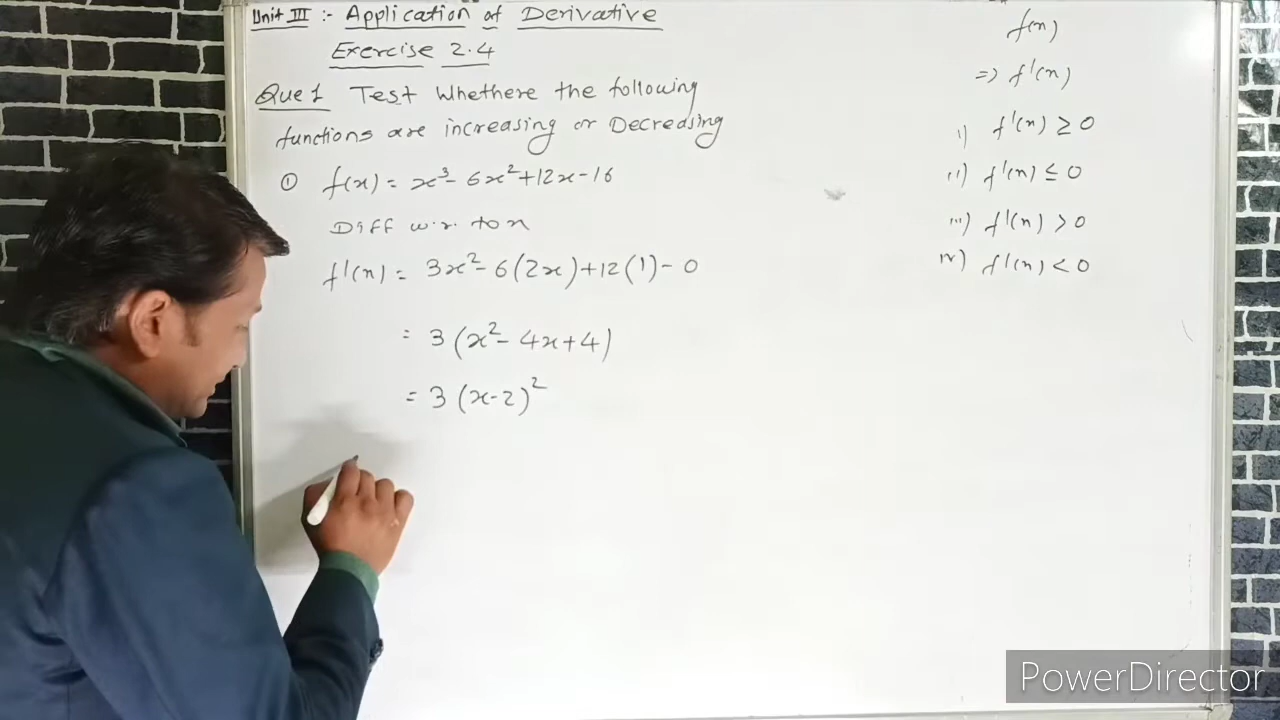 Unit III :- Application of Derivative
Exercise 2.4
Que 1 Test Whethere the following
functions are increasing or Decreasing
① f(x) = x³- 6x²+12x-16
Diff w.r. to x
f'(x) = 3x²- 6(2x)+12(1)- 0
= 3(x²- 4x+4)
= 3(x-2)²
f(x)
=> f'(x)
i) f'(x) ≥ 0
ii) f'(x) ≤ 0
iii) f'(x) > 0
iv) f'(x) < 0
PowerDirector